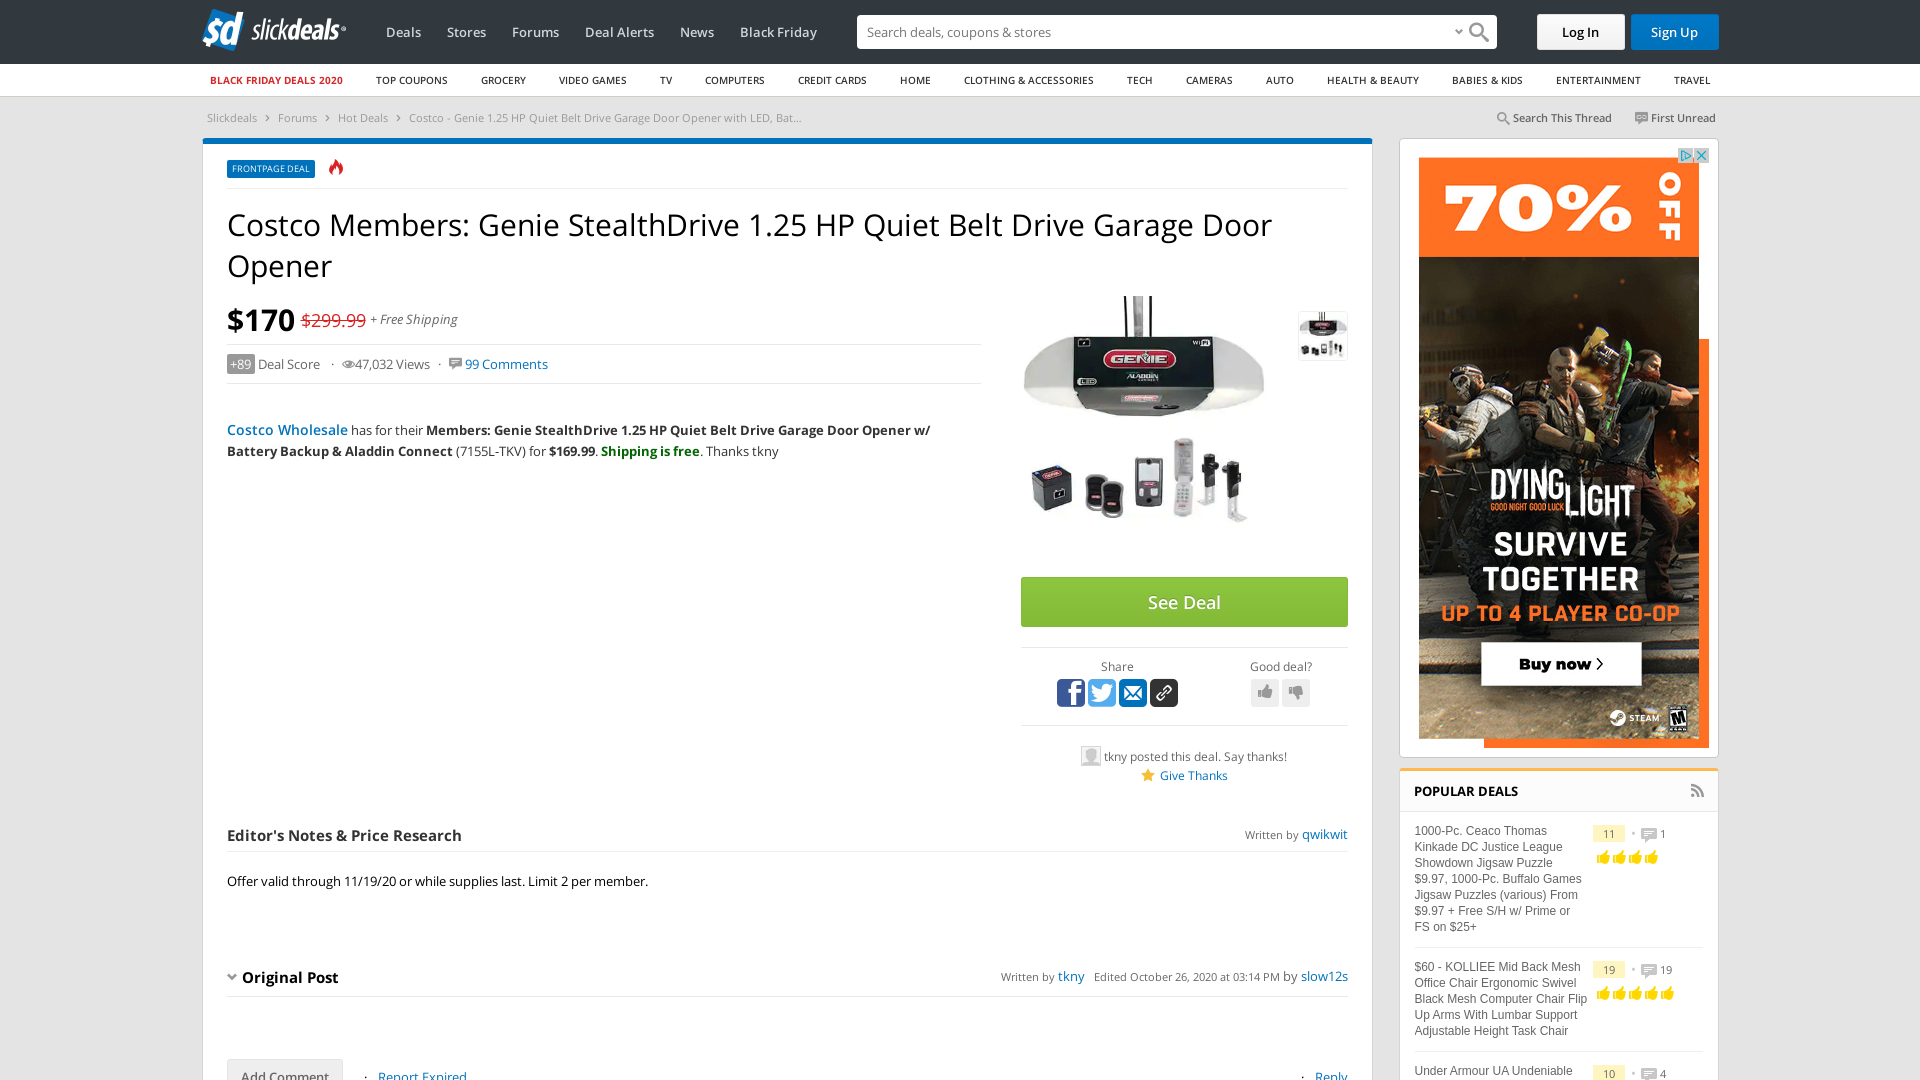 slickdeals
Deals
Stores
Forums
Deal Alerts
News
Black Friday
Search deals, coupons & stores
Log In
Sign Up
BLACK FRIDAY DEALS 2020
TOP COUPONS
GROCERY
VIDEO GAMES
TV
COMPUTERS
CREDIT CARDS
HOME
CLOTHING & ACCESSORIES
TECH
CAMERAS
AUTO
HEALTH & BEAUTY
BABIES & KIDS
ENTERTAINMENT
TRAVEL
Slickdeals › Forums › Hot Deals › Costco - Genie 1.25 HP Quiet Belt Drive Garage Door Opener with LED, Bat...
Search This Thread
First Unread
FRONTPAGE DEAL
Costco Members: Genie StealthDrive 1.25 HP Quiet Belt Drive Garage Door
Opener
$170 $299.99 + Free Shipping
+89 Deal Score · 47,032 Views · 99 Comments
Costco Wholesale has for their Members: Genie StealthDrive 1.25 HP Quiet Belt Drive Garage Door Opener w/
Battery Backup & Aladdin Connect (7155L-TKV) for $169.99. Shipping is free. Thanks tkny
GENIE
ALADDIN
CONNECT
LED
See Deal
Share
Good deal?
tkny posted this deal. Say thanks!
Give Thanks
Editor's Notes & Price Research
Written by qwikwit
Offer valid through 11/19/20 or while supplies last. Limit 2 per member.
Original Post
Written by tkny Edited October 26, 2020 at 03:14 PM by slow12s
Add Comment
· Report Expired
· Reply
70% OFF
DYING LIGHT
GOOD NIGHT GOOD LUCK
SURVIVE
TOGETHER
UP TO 4 PLAYER CO-OP
Buy now
STEAM
M
POPULAR DEALS
1000-Pc. Ceaco Thomas
Kinkade DC Justice League
Showdown Jigsaw Puzzle
$9.97, 1000-Pc. Buffalo Games
Jigsaw Puzzles (various) From
$9.97 + Free S/H w/ Prime or
FS on $25+
11 • 1
$60 - KOLLIEE Mid Back Mesh
Office Chair Ergonomic Swivel
Black Mesh Computer Chair Flip
Up Arms With Lumbar Support
Adjustable Height Task Chair
19 • 19
Under Armour UA Undeniable
10 • 4